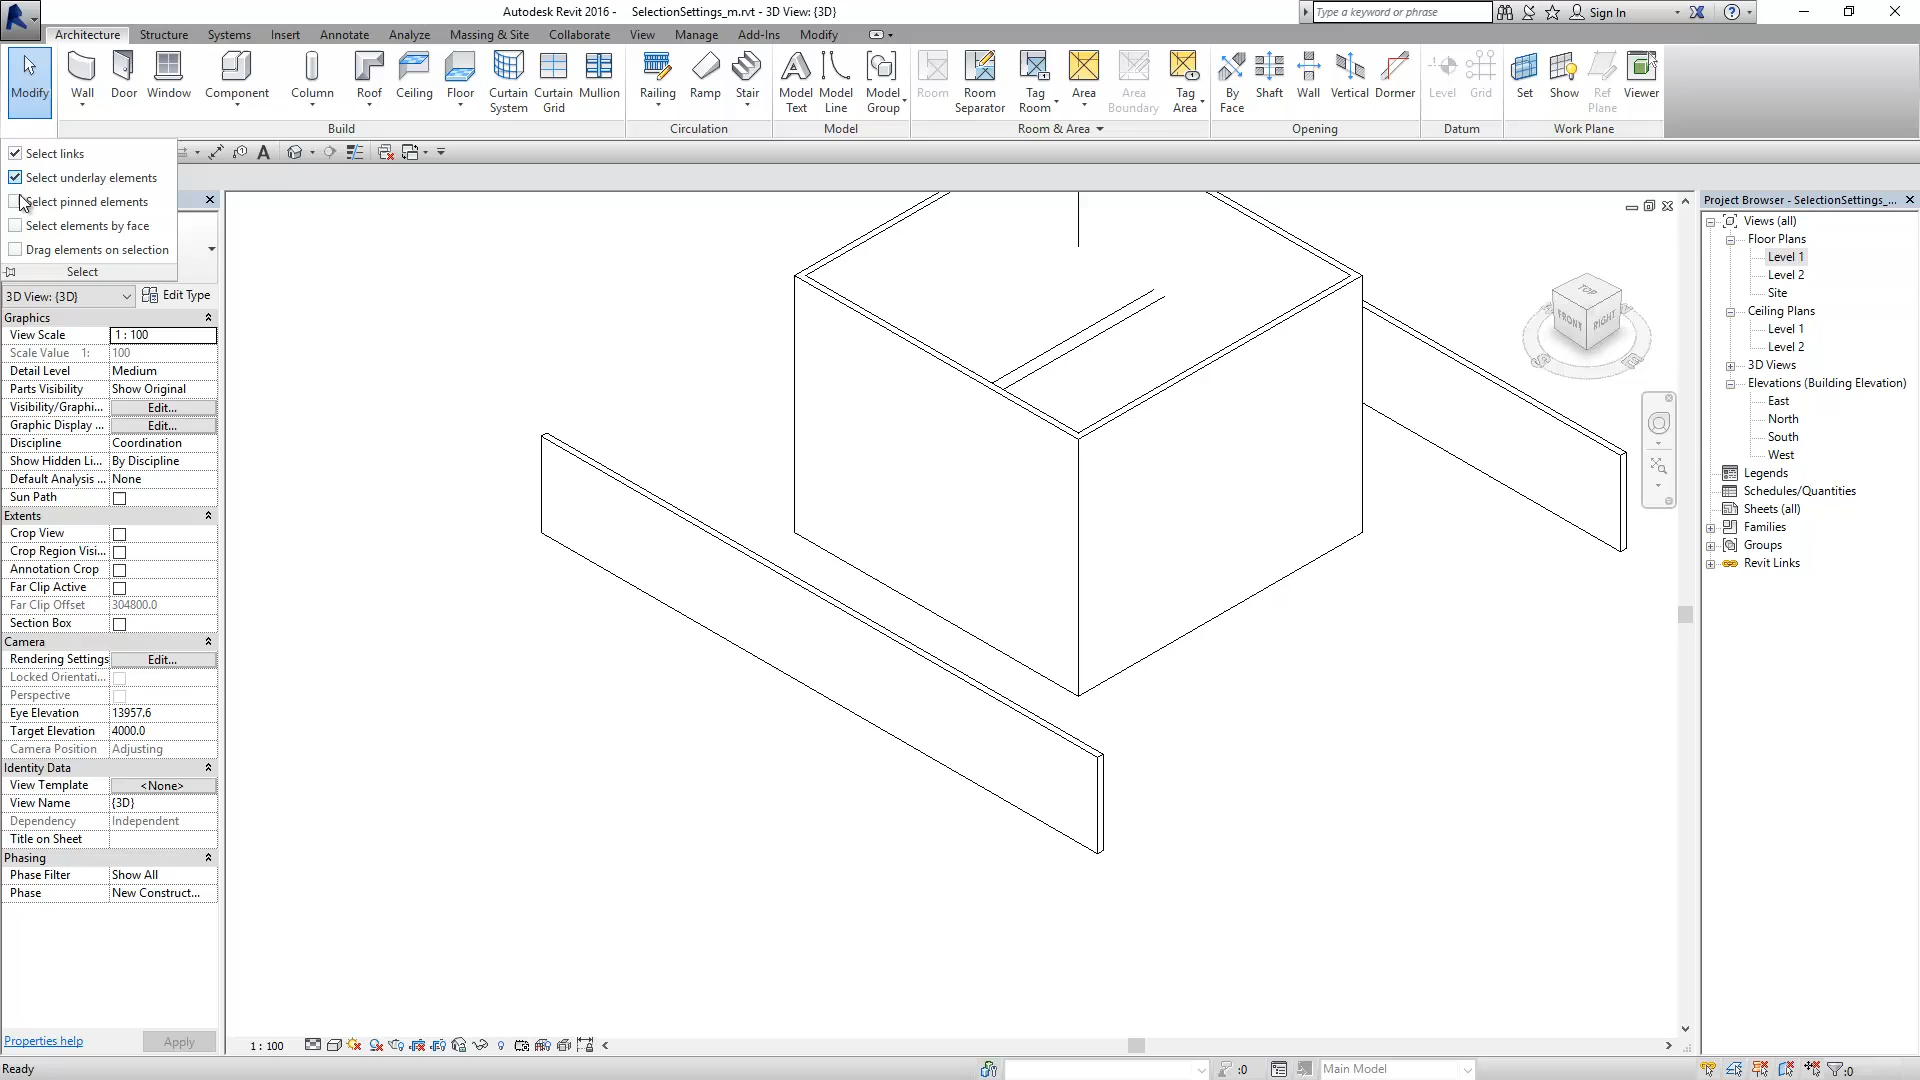 Autodesk Revit 2016 - SelectionSettings_m.rvt - 3D View: {3D}
Type a keyword or phrase
Sign In
Architecture Structure Systems Insert Annotate Analyze Massing & Site Collaborate View Manage Add-Ins Modify
Modify Wall Door Window Component Column Roof Ceiling Floor Curtain System Curtain Grid Mullion Railing Ramp Stair Model Text Model Line Model Group Room Room Separator Tag Room Area Area Boundary Tag Area By Face Shaft Wall Vertical Dormer Level Grid Set Show Ref Plane Viewer
Build Circulation Model Room & Area Opening Datum Work Plane
Select links
Select underlay elements
Select pinned elements
Select elements by face
Drag elements on selection
Select
3D View: {3D} Edit Type
Graphics
View Scale 1 : 100
Scale Value 1: 100
Detail Level Medium
Parts Visibility Show Original
Visibility/Graphi... Edit...
Graphic Display ... Edit...
Discipline Coordination
Show Hidden Li... By Discipline
Default Analysis ... None
Sun Path
Extents
Crop View
Crop Region Visi...
Annotation Crop
Far Clip Active
Far Clip Offset 304800.0
Section Box
Camera
Rendering Settings Edit...
Locked Orientati...
Perspective
Eye Elevation 13957.6
Target Elevation 4000.0
Camera Position Adjusting
Identity Data
View Template <None>
View Name {3D}
Dependency Independent
Title on Sheet
Phasing
Phase Filter Show All
Phase New Construct...
Properties help Apply
TOP
FRONT RIGHT
Project Browser - SelectionSettings_...
Views (all)
Floor Plans
Level 1
Level 2
Site
Ceiling Plans
Level 1
Level 2
3D Views
Elevations (Building Elevation)
East
North
South
West
Legends
Schedules/Quantities
Sheets (all)
Families
Groups
Revit Links
1 : 100
Ready
:0
Main Model
:0